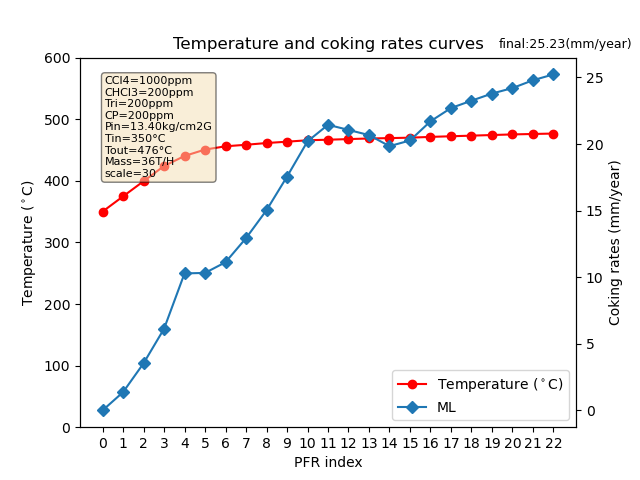 Temperature and coking rates curves
final:25.23(mm/year)
CCl4=1000ppm
CHCl3=200ppm
Tri=200ppm
CP=200ppm
Pin=13.40kg/cm2G
Tin=350°C
Tout=476°C
Mass=36T/H
scale=30
Temperature (°C)
600
500
400
300
200
100
0
Coking rates (mm/year)
25
20
15
10
5
0
Temperature (°C)
ML
0 1 2 3 4 5 6 7 8 9 10 11 12 13 14 15 16 17 18 19 20 21 22
PFR index